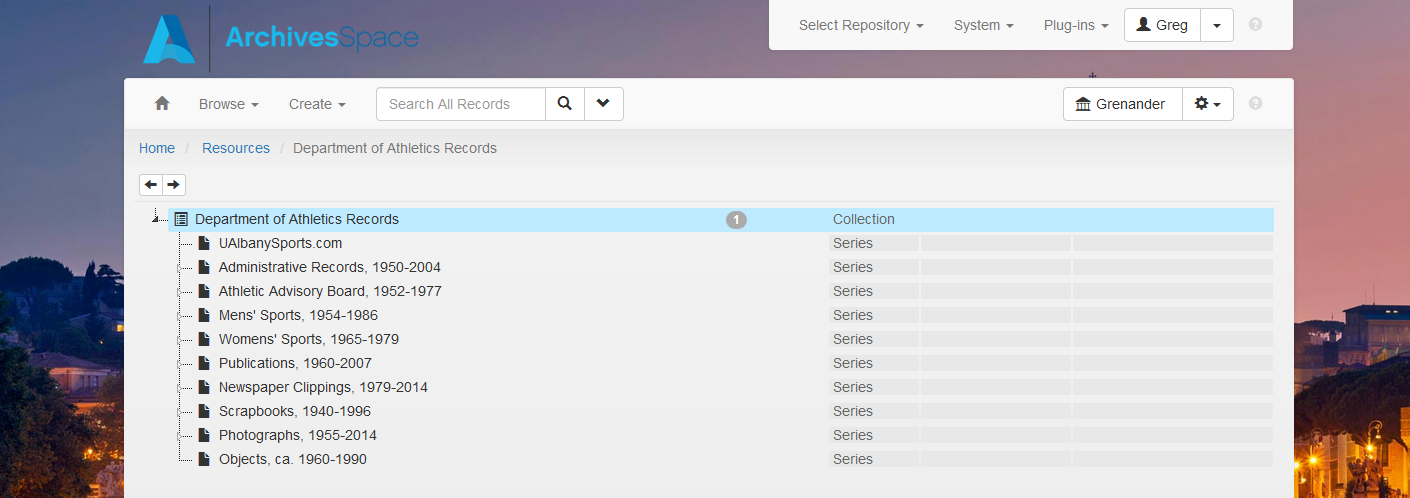 ArchivesSpace
Select Repository System Plug-ins Greg
Browse Create Search All Records Grenander
Home / Resources / Department of Athletics Records
Department of Athletics Records 1 Collection
UAlbanySports.com Series
Administrative Records, 1950-2004 Series
Athletic Advisory Board, 1952-1977 Series
Mens' Sports, 1954-1986 Series
Womens' Sports, 1965-1979 Series
Publications, 1960-2007 Series
Newspaper Clippings, 1979-2014 Series
Scrapbooks, 1940-1996 Series
Photographs, 1955-2014 Series
Objects, ca. 1960-1990 Series